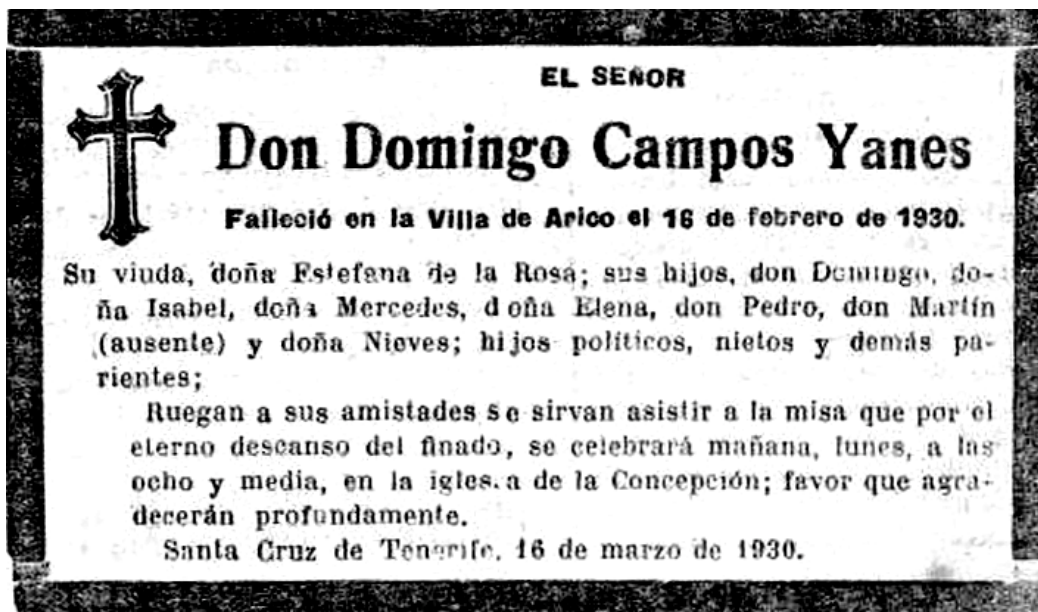 EL SEÑOR
Don Domingo Campos Yanes
Falleció en la Villa de Arico el 16 de febrero de 1930.
Su viuda, doña Estefana de la Rosa; sus hijos, don Domingo, do-
ña Isabel, doña Mercedes, doña Elena, don Pedro, don Martín
(ausente) y doña Nieves; hijos políticos, nietos y demás pa-
rientes;
Ruegan a sus amistades se sirvan asistir a la misa que por el
eterno descanso del finado, se celebrará mañana, lunes, a las
ocho y media, en la iglesia de la Concepción; favor que agra-
decerán profundamente.
Santa Cruz de Tenerife, 16 de marzo de 1930.